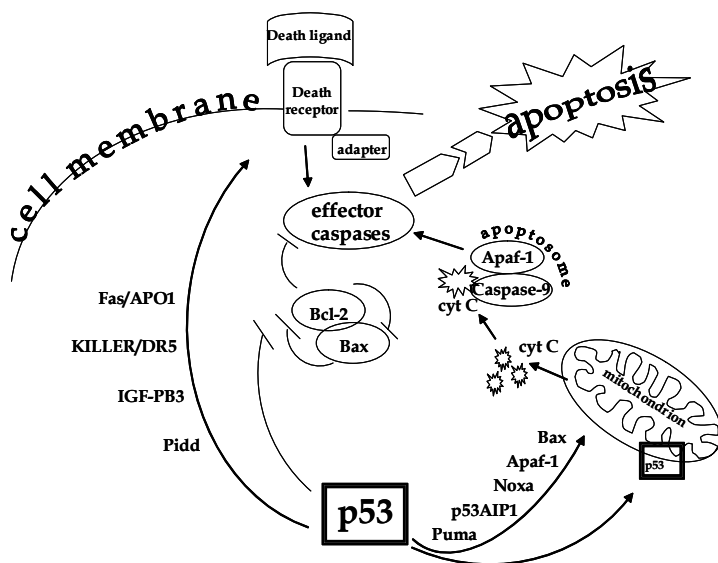 Death ligand
Death
receptor
adapter
cell membrane
apoptosis
effector
caspases
apoptosome
Apaf-1
Caspase-9
cyt C
Fas/APO1
KILLER/DR5
IGF-PB3
Pidd
Bcl-2
Bax
cyt C
mitochondrion
p53
Bax
Apaf-1
Noxa
p53AIP1
Puma
p53